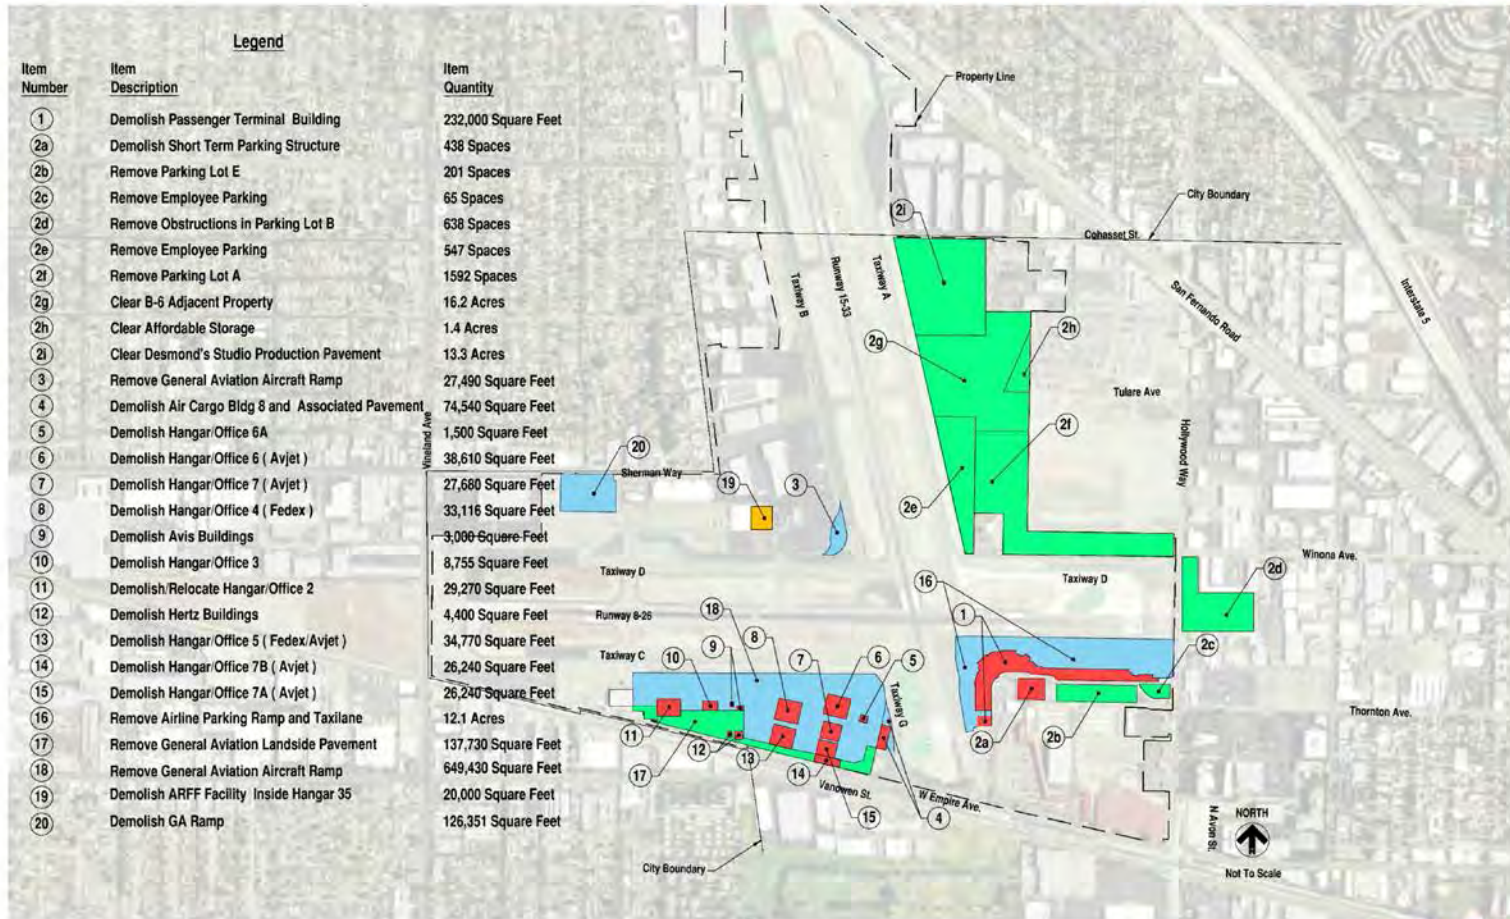 Legend
Item Number Item Description Item Quantity
1 Demolish Passenger Terminal Building 232,000 Square Feet
2a Demolish Short Term Parking Structure 438 Spaces
2b Remove Parking Lot E 201 Spaces
2c Remove Employee Parking 65 Spaces
2d Remove Obstructions in Parking Lot B 638 Spaces
2e Remove Employee Parking 547 Spaces
2f Remove Parking Lot A 1592 Spaces
2g Clear B-6 Adjacent Property 16.2 Acres
2h Clear Affordable Storage 1.4 Acres
2i Clear Desmond's Studio Production Pavement 13.3 Acres
3 Remove General Aviation Aircraft Ramp 27,490 Square Feet
4 Demolish Air Cargo Bldg 8 and Associated Pavement 74,540 Square Feet
5 Demolish Hangar/Office 6A 1,500 Square Feet
6 Demolish Hangar/Office 6 ( Avjet ) 38,610 Square Feet
7 Demolish Hangar/Office 7 ( Avjet ) 27,680 Square Feet
8 Demolish Hangar/Office 4 ( Fedex ) 33,116 Square Feet
9 Demolish Avis Buildings 3,000 Square Feet
10 Demolish Hangar/Office 3 8,755 Square Feet
11 Demolish/Relocate Hangar/Office 2 29,270 Square Feet
12 Demolish Hertz Buildings 4,400 Square Feet
13 Demolish Hangar/Office 5 ( Fedex/Avjet ) 34,770 Square Feet
14 Demolish Hangar/Office 7B ( Avjet ) 26,240 Square Feet
15 Demolish Hangar/Office 7A ( Avjet ) 26,240 Square Feet
16 Remove Airline Parking Ramp and Taxilane 12.1 Acres
17 Remove General Aviation Landside Pavement 137,730 Square Feet
18 Remove General Aviation Aircraft Ramp 649,430 Square Feet
19 Demolish ARFF Facility Inside Hangar 35 20,000 Square Feet
20 Demolish GA Ramp 126,351 Square Feet
Property Line
City Boundary
2i
Cohasset St.
Taxiway B
Runway 15-33
Taxiway A
San Fernando Road
Interstate 5
2g
2h
Tulare Ave
Vineland Ave
2f
Hollywood Way
20
Sherman Way
19
3
2e
Winona Ave.
Taxiway D
16
Taxiway D
2d
Runway 8-26
18
1
Taxiway C
8
7
6
5
9
10
2c
Taxiway G
Thornton Ave.
11
17
12
13
14
2a
2b
Vanowen St.
15
W Empire Ave.
4
N Avon St.
NORTH
City Boundary
Not To Scale